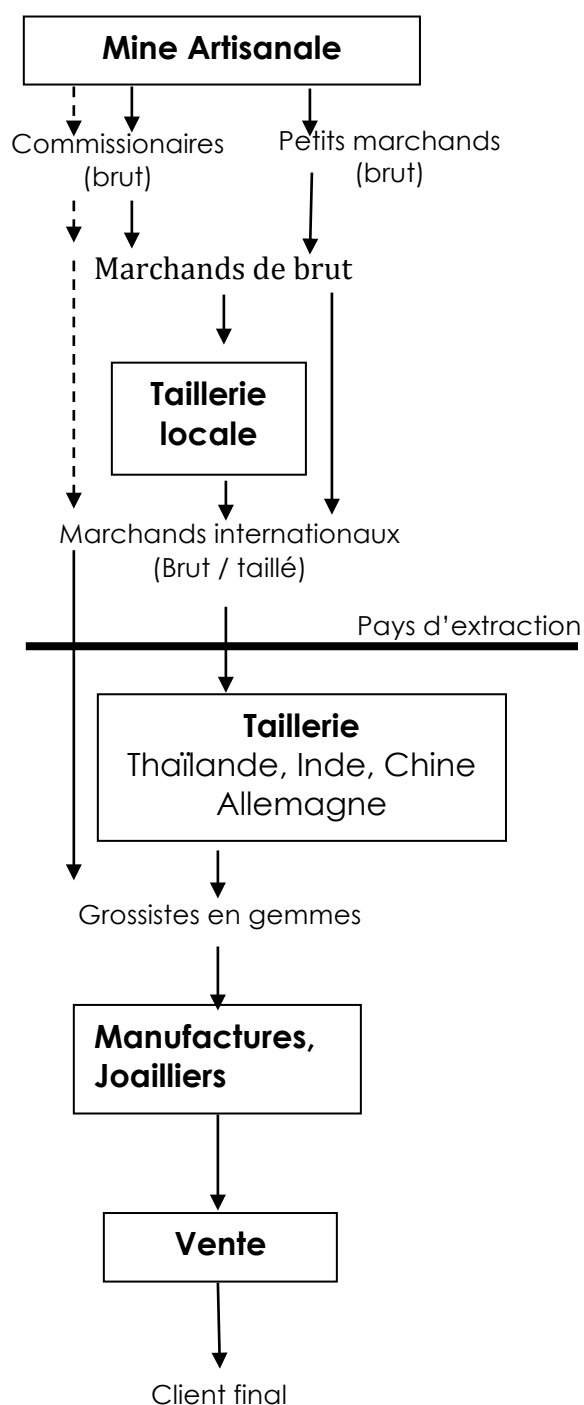 Mine Artisanale
Commissionaires
(brut)
Petits marchands
(brut)
Marchands de brut
Taillerie
locale
Marchands internationaux
(Brut / taillé)
Pays d’extraction
Taillerie
Thaïlande, Inde, Chine
Allemagne
Grossistes en gemmes
Manufactures,
Joailliers
Vente
Client final